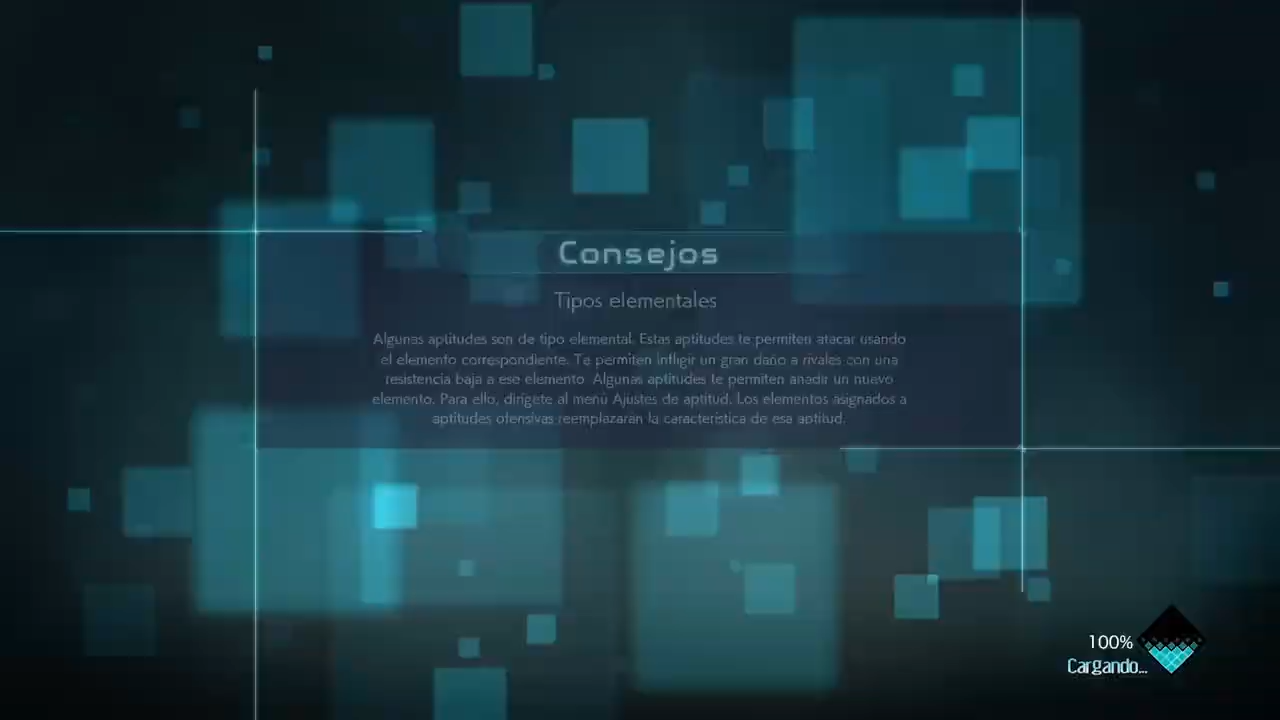 Consejos
Tipos elementales
Algunas aptitudes son de tipo elemental. Estas aptitudes te permiten atacar usando
el elemento correspondiente. Te permiten infligir un gran daño a rivales con una
resistencia baja a ese elemento. Algunas aptitudes te permiten añadir un nuevo
elemento. Para ello, dirígete al menú Ajustes de aptitud. Los elementos asignados a
aptitudes ofensivas reemplazarán la característica de esa aptitud.
100%
Cargando...